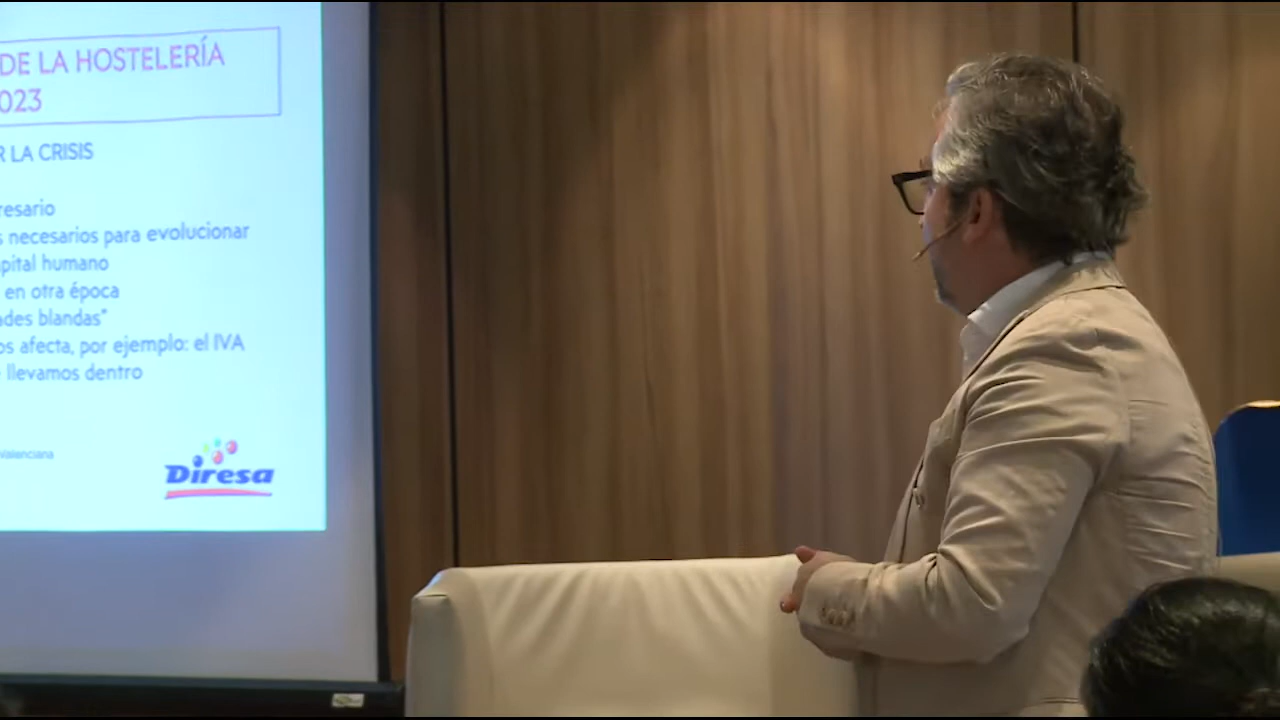 DE LA HOSTELERÍA
023
R LA CRISIS
resario
s necesarios para evolucionar
pital humano
en otra época
ades blandas"
os afecta, por ejemplo: el IVA
llevamos dentro
Valenciana
Diresa